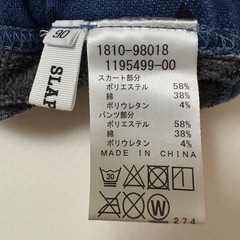 90
SLAP
1810-98018
1195499-00
スカート部分
ポリエステル 58%
綿 38%
ポリウレタン 4%
パンツ部分
ポリエステル 58%
綿 38%
ポリウレタン 4%
MADE IN CHINA
30
W
274